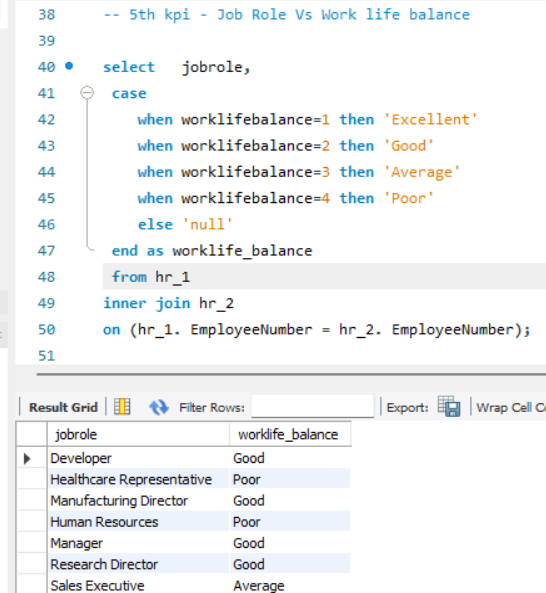 38 -- 5th kpi - Job Role Vs Work life balance
39
40 select jobrole,
41 case
42 when worklifebalance=1 then 'Excellent'
43 when worklifebalance=2 then 'Good'
44 when worklifebalance=3 then 'Average'
45 when worklifebalance=4 then 'Poor'
46 else 'null'
47 end as worklife_balance
48 from hr_1
49 inner join hr_2
50 on (hr_1. EmployeeNumber = hr_2. EmployeeNumber);
51
Result Grid Filter Rows: Export: Wrap Cell Co
jobrole worklife_balance
Developer Good
Healthcare Representative Poor
Manufacturing Director Good
Human Resources Poor
Manager Good
Research Director Good
Sales Executive Average